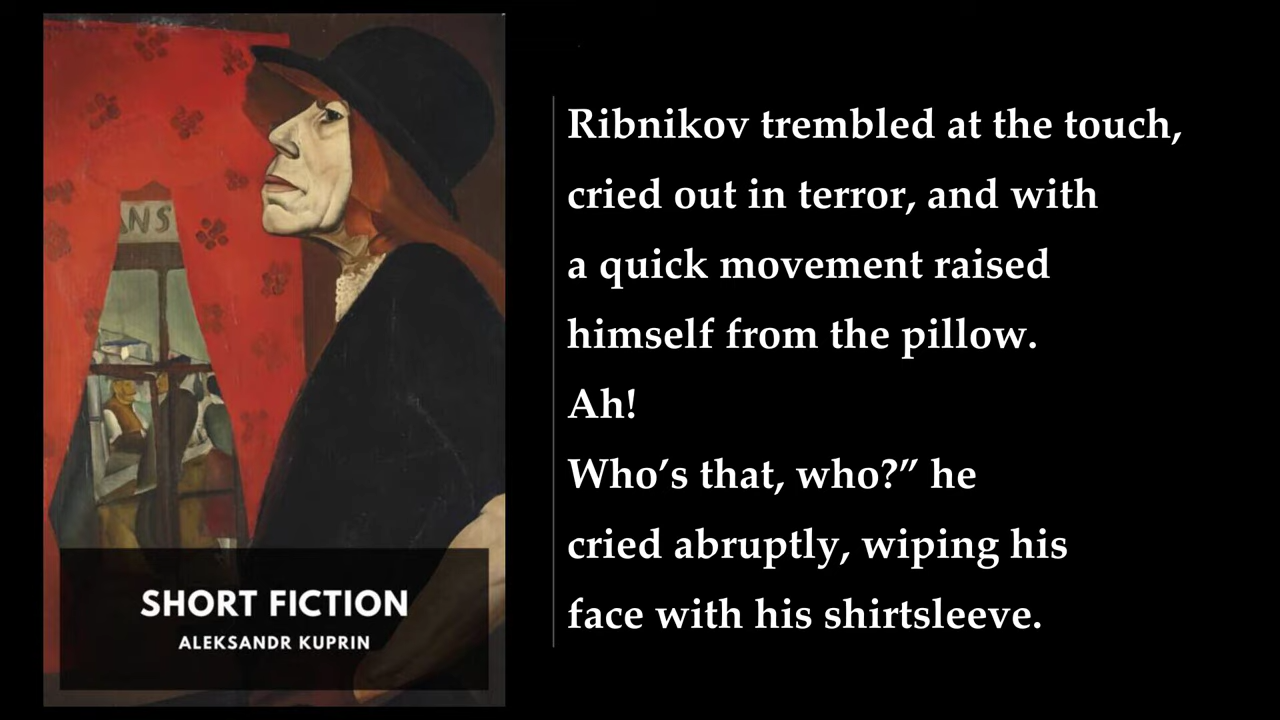 ANS
SHORT FICTION
ALEKSANDR KUPRIN
Ribnikov trembled at the touch,
cried out in terror, and with
a quick movement raised
himself from the pillow.
Ah!
Who’s that, who?” he
cried abruptly, wiping his
face with his shirtsleeve.